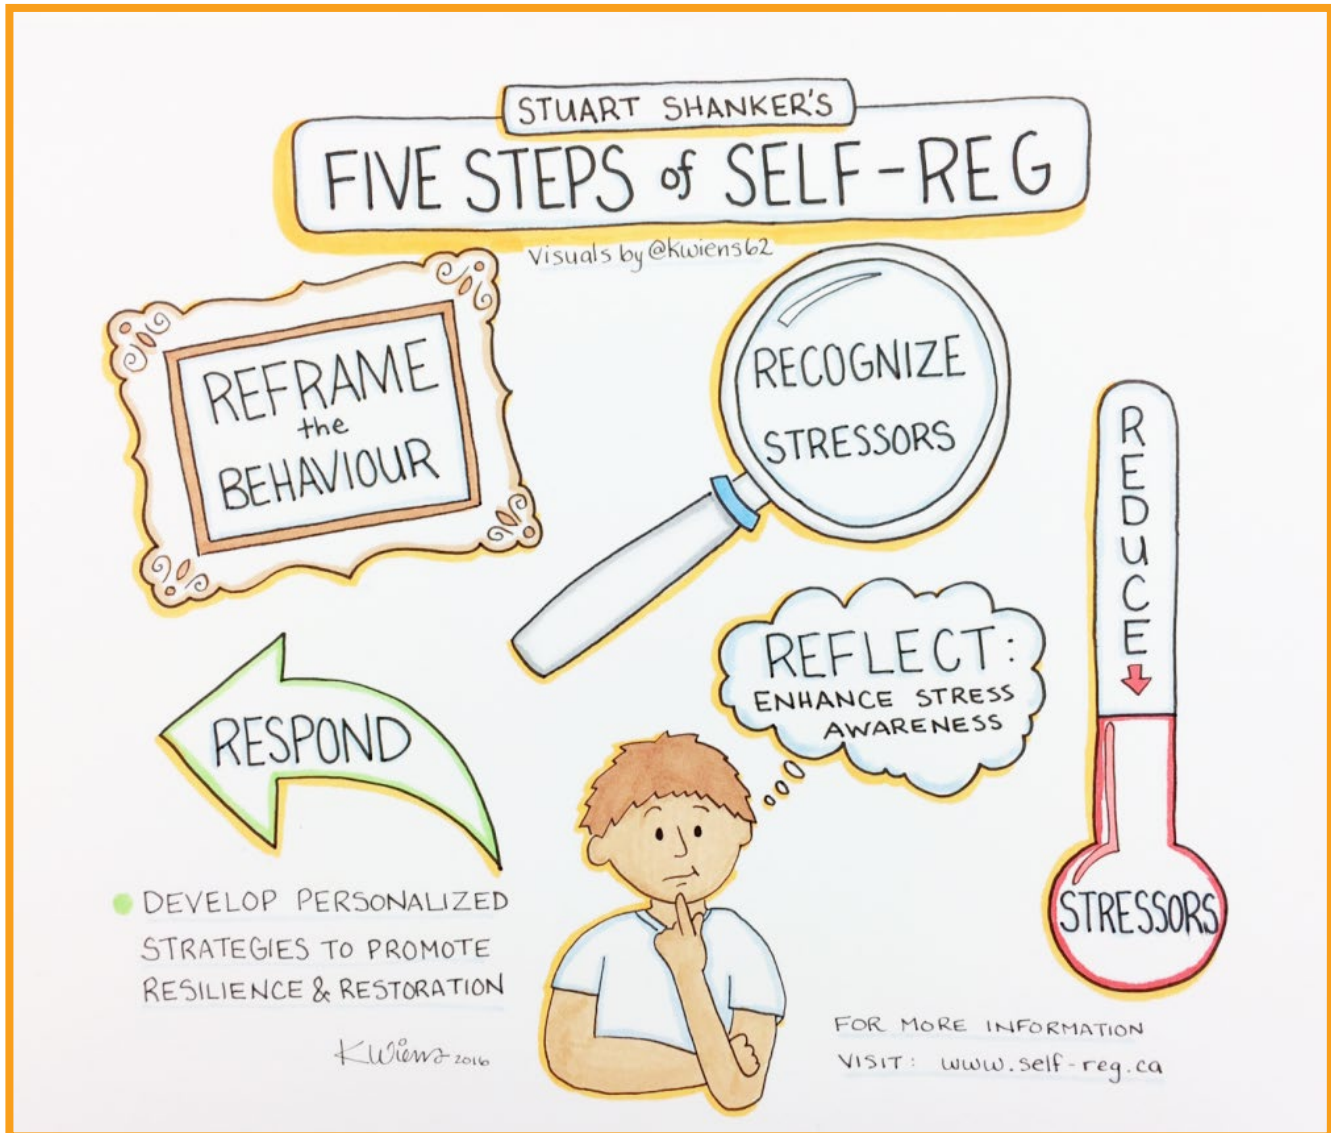 STUART SHANKER'S
FIVE STEPS of SELF-REG
Visuals by @kwiens62
REFRAME
the
BEHAVIOUR
RECOGNIZE
STRESSORS
REDUCE
STRESSORS
REFLECT:
ENHANCE STRESS
AWARENESS
RESPOND
DEVELOP PERSONALIZED
STRATEGIES TO PROMOTE
RESILIENCE & RESTORATION
KWiens 2016
FOR MORE INFORMATION
VISIT: www.self-reg.ca